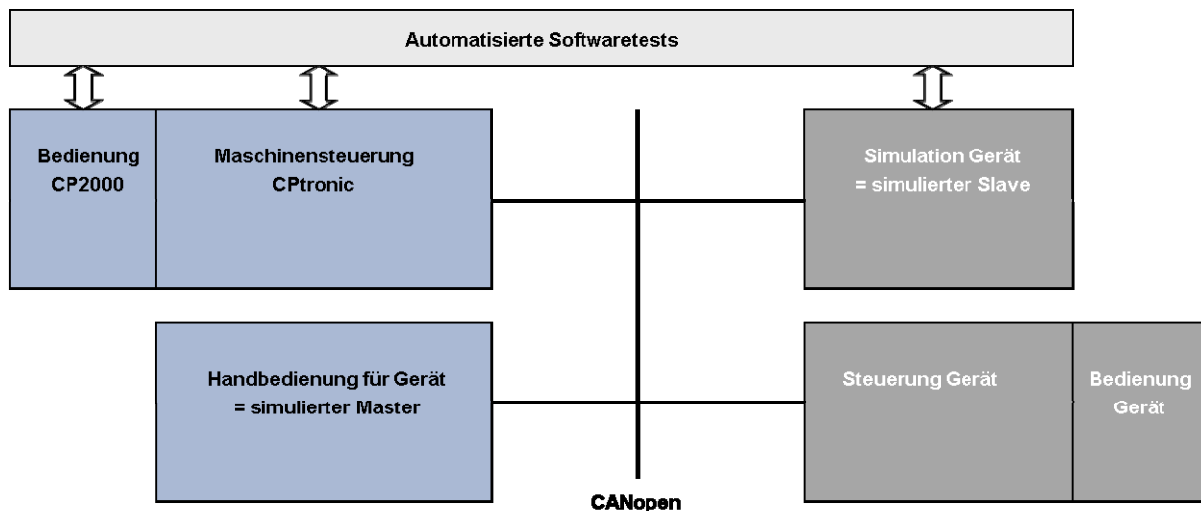 Automatisierte Softwaretests
Bedienung
CP2000
Maschinensteuerung
CPtronic
Simulation Gerät
= simulierter Slave
Handbedienung für Gerät
= simulierter Master
Steuerung Gerät
Bedienung
Gerät
CANopen